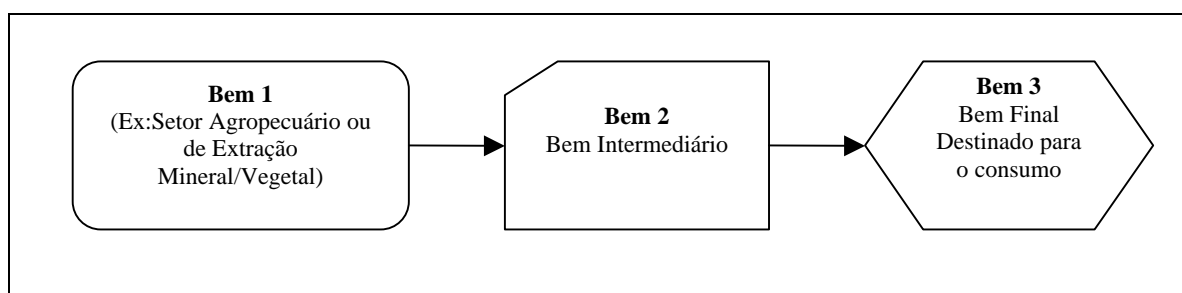 Bem 1
(Ex:Setor Agropecuário ou
de Extração
Mineral/Vegetal)
Bem 2
Bem Intermediário
Bem 3
Bem Final
Destinado para
o consumo